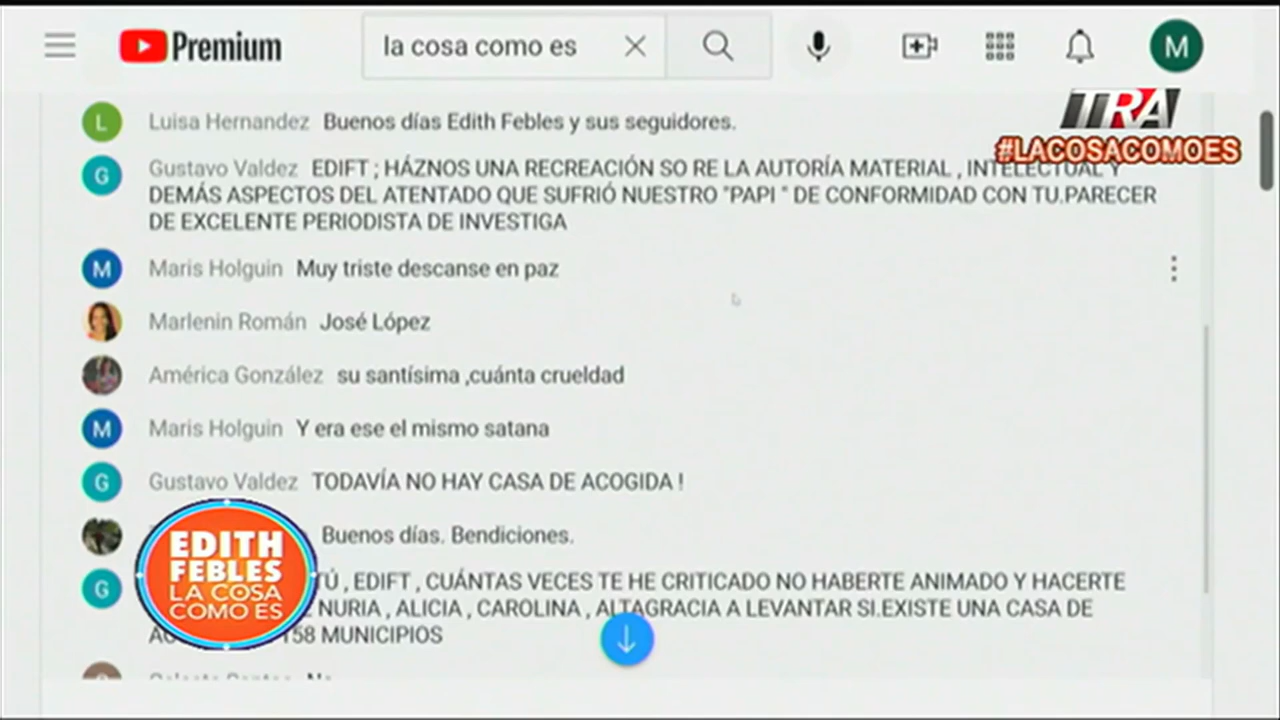 Premium
la cosa como es
M
TRA
#LACOSACOMOES
L Luisa Hernandez Buenos días Edith Febles y sus seguidores.
G Gustavo Valdez EDIFT ; HÁZNOS UNA RECREACIÓN SO RE LA AUTORÍA MATERIAL , INTELECTUAL Y
DEMÁS ASPECTOS DEL ATENTADO QUE SUFRIÓ NUESTRO "PAPI " DE CONFORMIDAD CON TU.PARECER
DE EXCELENTE PERIODISTA DE INVESTIGA
M Maris Holguin Muy triste descanse en paz
Marlenin Román José López
América González su santísima ,cuánta crueldad
M Maris Holguin Y era ese el mismo satana
G Gustavo Valdez TODAVÍA NO HAY CASA DE ACOGIDA !
Buenos días. Bendiciones.
G TÚ , EDIFT , CUÁNTAS VECES TE HE CRITICADO NO HABERTE ANIMADO Y HACERTE
NURIA , ALICIA , CAROLINA , ALTAGRACIA A LEVANTAR SI.EXISTE UNA CASA DE
158 MUNICIPIOS
EDITH
FEBLES
LA COSA
COMO ES